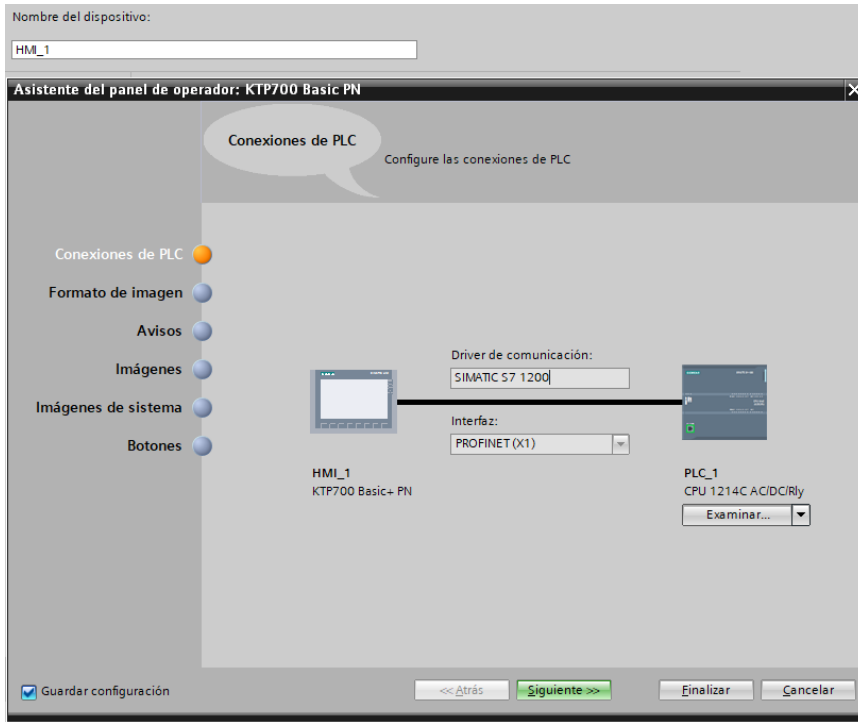 Nombre del dispositivo:
HMI_1
Asistente del panel de operador: KTP700 Basic PN
Conexiones de PLC
Configure las conexiones de PLC
Conexiones de PLC
Formato de imagen
Avisos
Imágenes
Imágenes de sistema
Botones
Driver de comunicación:
SIMATIC S7 1200
Interfaz:
PROFINET (X1)
HMI_1
KTP700 Basic+ PN
PLC_1
CPU 1214C AC/DC/Rly
Examinar...
Guardar configuración
<< Atrás
Siguiente >>
Finalizar
Cancelar